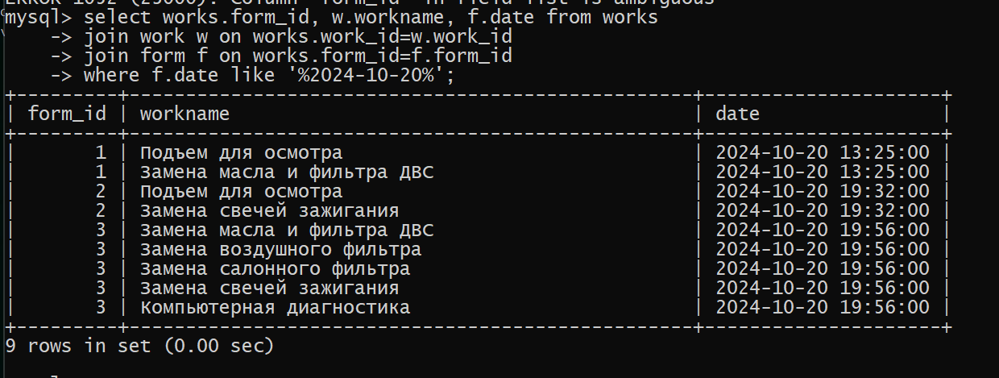 ERROR 1052 (23000): Column 'form_id' in field list is ambiguous
mysql> select works.form_id, w.workname, f.date from works
    -> join work w on works.work_id=w.work_id
    -> join form f on works.form_id=f.form_id
    -> where f.date like '%2024-10-20%';
+---------+--------------------------------------------------+---------------------+
| form_id | workname                                         | date                |
+---------+--------------------------------------------------+---------------------+
|       1 | Подъем для осмотра                               | 2024-10-20 13:25:00 |
|       1 | Замена масла и фильтра ДВС                       | 2024-10-20 13:25:00 |
|       2 | Подъем для осмотра                               | 2024-10-20 19:32:00 |
|       2 | Замена свечей зажигания                          | 2024-10-20 19:32:00 |
|       3 | Замена масла и фильтра ДВС                       | 2024-10-20 19:56:00 |
|       3 | Замена воздушного фильтра                        | 2024-10-20 19:56:00 |
|       3 | Замена салонного фильтра                         | 2024-10-20 19:56:00 |
|       3 | Замена свечей зажигания                          | 2024-10-20 19:56:00 |
|       3 | Компьютерная диагностика                         | 2024-10-20 19:56:00 |
+---------+--------------------------------------------------+---------------------+
9 rows in set (0.00 sec)